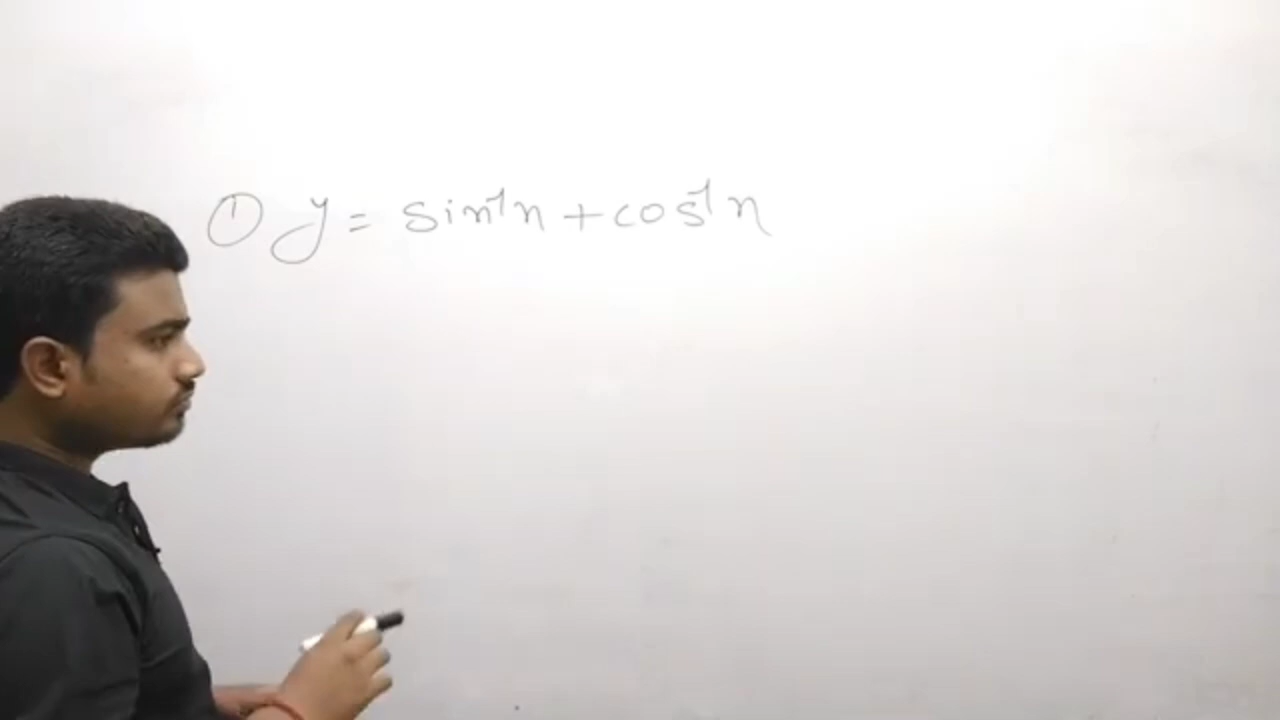 ① y = sin⁻¹x + cos⁻¹x